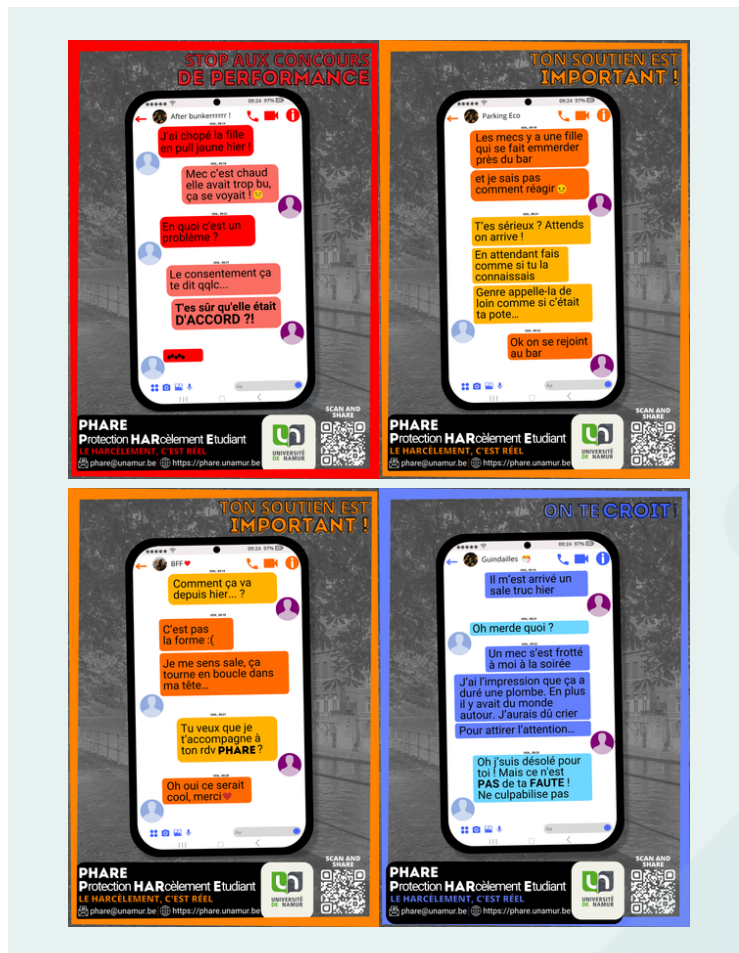 STOP AUX CONCOURS
DE PERFORMANCE
09:24 97%
After bunkerrrrrr !
J'ai chopé la fille
en pull jaune hier !
Mec c'est chaud
elle avait trop bu,
ça se voyait ! 😕
En quoi c'est un
problème ?
Le consentement ça
te dit qqlc...
T'es sûr qu'elle était
D'ACCORD ?!
Aa
SCAN AND
SHARE
PHARE
Protection HARcèlement Etudiant
LE HARCÈLEMENT, C'EST RÉEL
phare@unamur.be | https://phare.unamur.be
UNIVERSITÉ
DE NAMUR
TON SOUTIEN EST
IMPORTANT !
09:24 97%
Parking Eco
Les mecs y a une fille
qui se fait emmerder
près du bar
et je sais pas
comment réagir 😕
T'es sérieux ? Attends
on arrive !
En attendant fais
comme si tu la
connaissais
Genre appelle-la de
loin comme si c'était
ta pote...
Ok on se rejoint
au bar
Aa
SCAN AND
SHARE
PHARE
Protection HARcèlement Etudiant
LE HARCÈLEMENT, C'EST RÉEL
phare@unamur.be | https://phare.unamur.be
UNIVERSITÉ
DE NAMUR
TON SOUTIEN EST
IMPORTANT !
09:24 97%
BFF ♥
Comment ça va
depuis hier... ?
C'est pas
la forme :(
Je me sens sale, ça
tourne en boucle dans
ma tête...
Tu veux que je
t'accompagne à
ton rdv PHARE ?
Oh oui ce serait
cool, merci ♥
Aa
SCAN AND
SHARE
PHARE
Protection HARcèlement Etudiant
LE HARCÈLEMENT, C'EST RÉEL
phare@unamur.be | https://phare.unamur.be
UNIVERSITÉ
DE NAMUR
ON TE CROIT !
09:24 97%
Guindailles
Il m'est arrivé un
sale truc hier
Oh merde quoi ?
Un mec s'est frotté
à moi à la soirée
J'ai l'impression que ça a
duré une plombe. En plus
il y avait du monde
autour. J'aurais dû crier
Pour attirer l'attention...
Oh j'suis désolé pour
toi ! Mais ce n'est
PAS de ta FAUTE !
Ne culpabilise pas
Aa
SCAN AND
SHARE
PHARE
Protection HARcèlement Etudiant
LE HARCÈLEMENT, C'EST RÉEL
phare@unamur.be | https://phare.unamur.be
UNIVERSITÉ
DE NAMUR